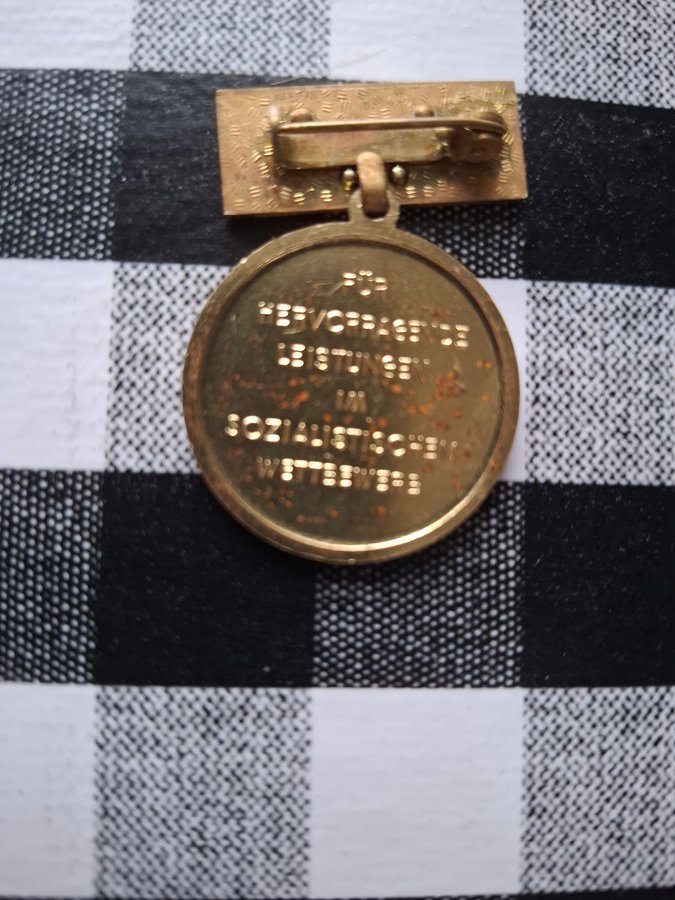 FÜR
HERVORRAGENDE
LEISTUNGEN
IM
SOZIALISTISCHEN
WETTBEWERB